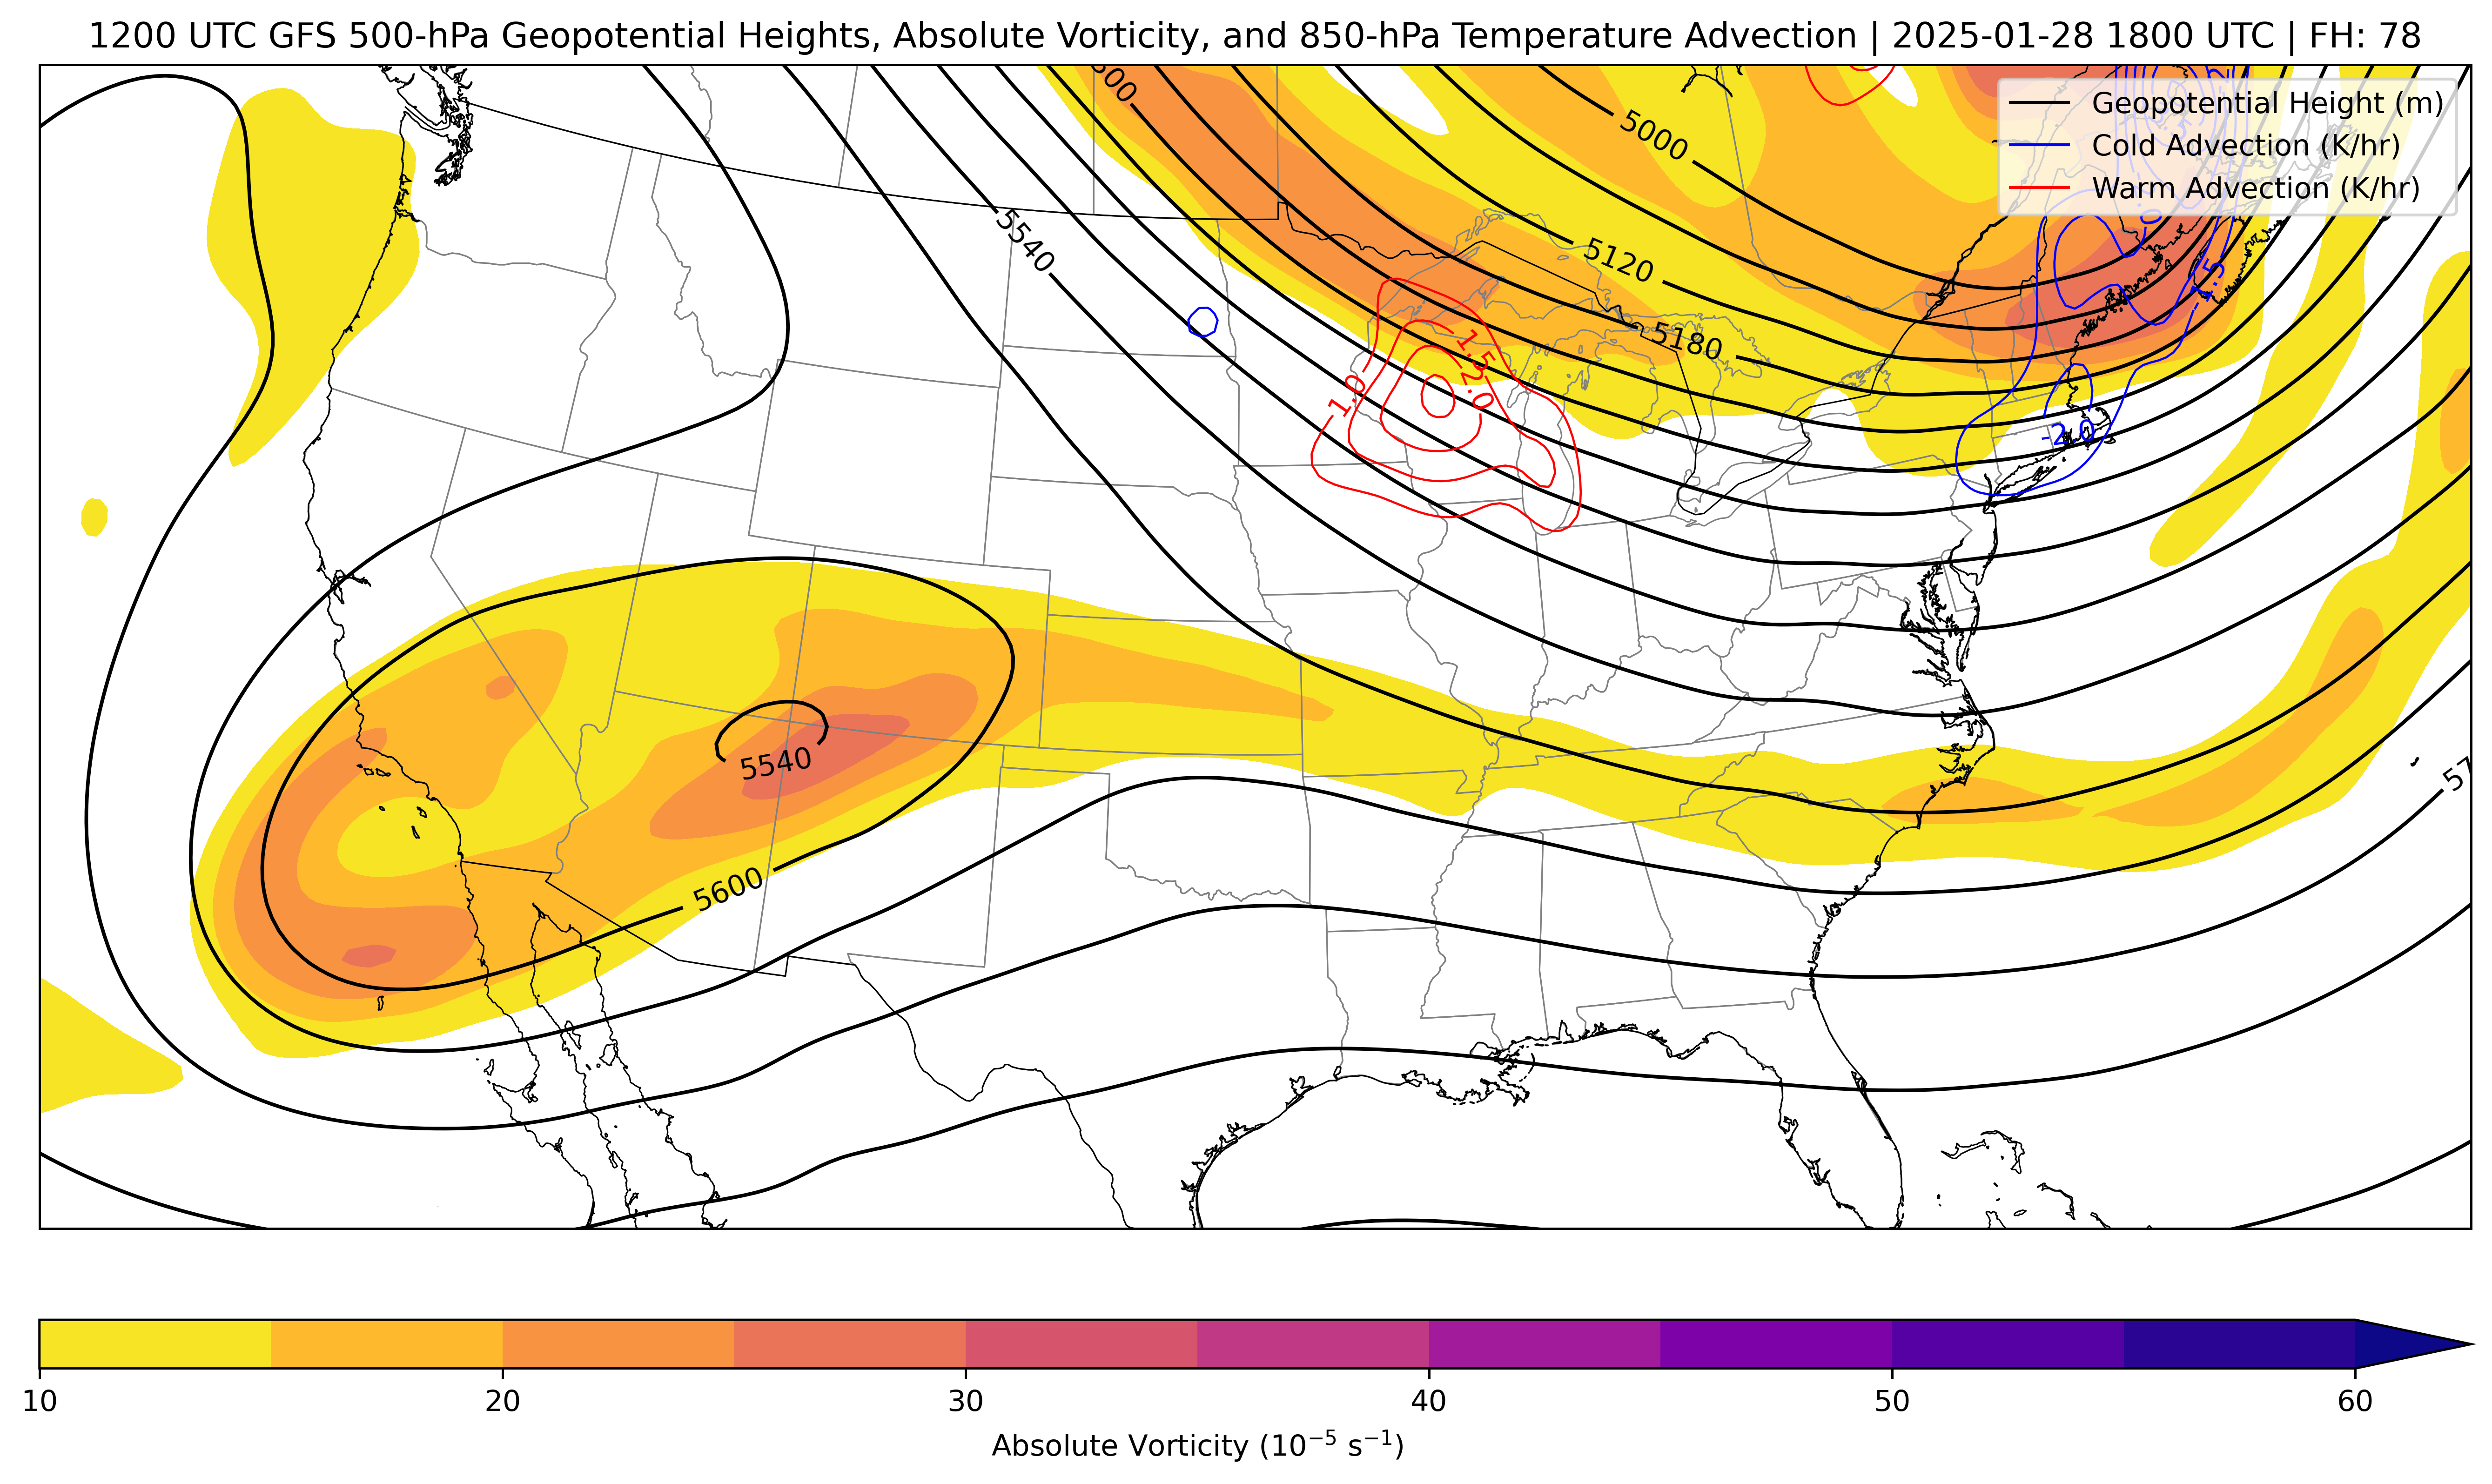 1200 UTC GFS 500-hPa Geopotential Heights, Absolute Vorticity, and 850-hPa Temperature Advection | 2025-01-28 1800 UTC | FH: 78
Geopotential Height (m)
Cold Advection (K/hr)
Warm Advection (K/hr)
5000
5540
5120
5180
1.5
1.0
2.0
-1.5
-2.0
5540
5600
10 20 30 40 50 60
Absolute Vorticity (10⁻⁵ s⁻¹)